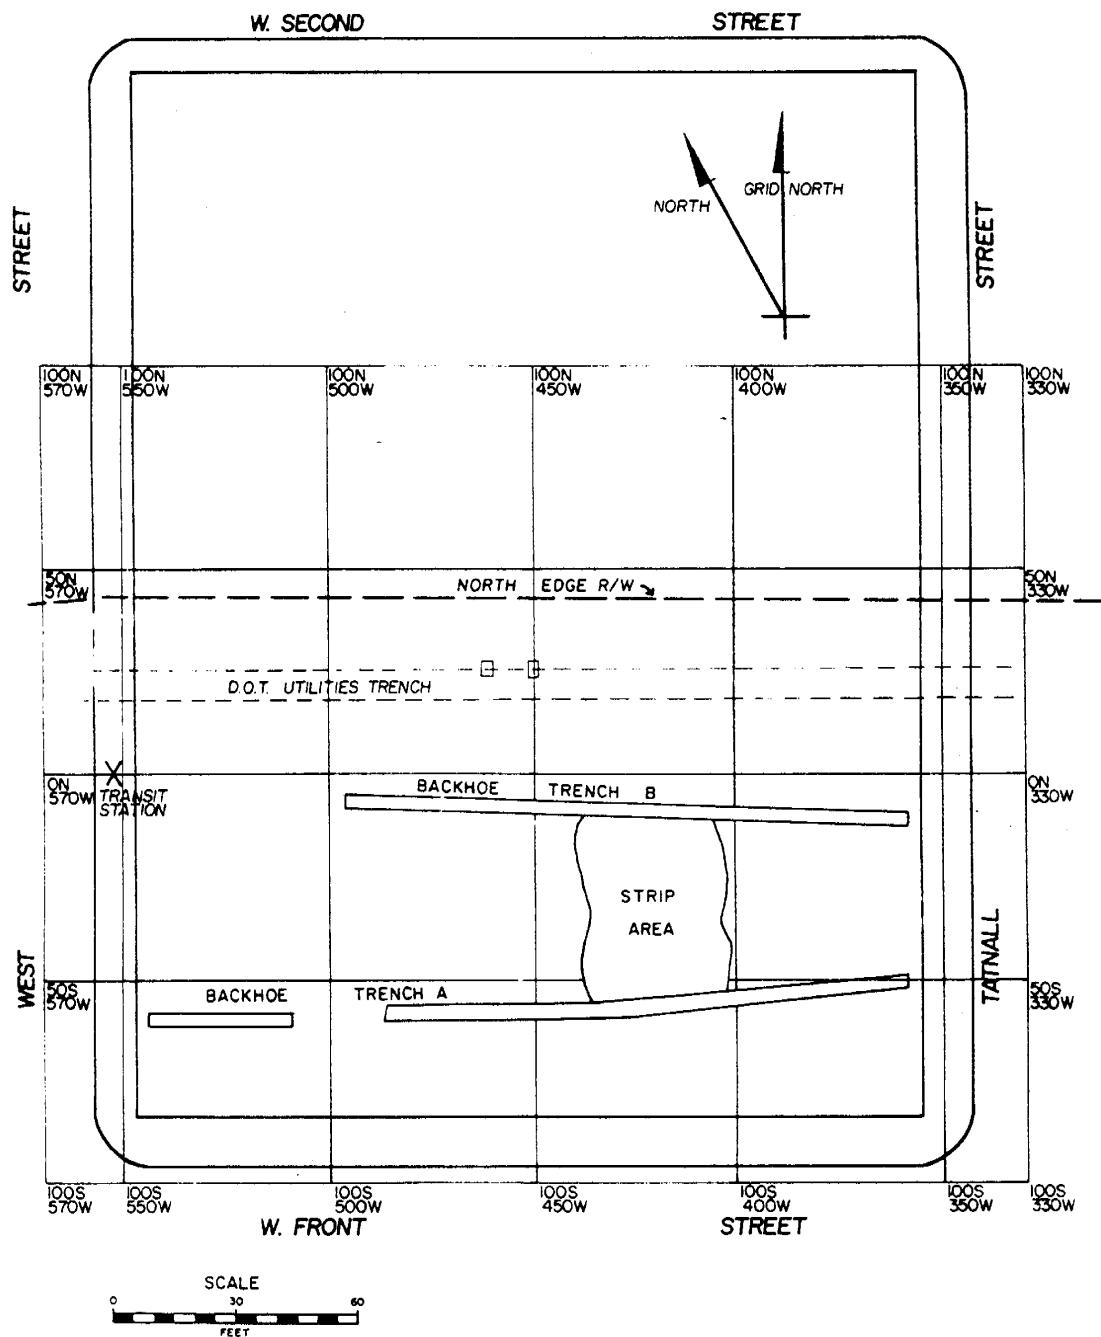 W. SECOND STREET
STREET
STREET
NORTH
GRID NORTH
100N
570W
100N
550W
100N
500W
100N
450W
100N
400W
100N
350W
100N
330W
50N
570W
NORTH EDGE R/W
50N
330W
D.O.T. UTILITIES TRENCH
0N
570W
TRANSIT
STATION
BACKHOE TRENCH B
0N
330W
STRIP
AREA
WEST
TATNALL
50S
570W
BACKHOE TRENCH A
50S
330W
100S
570W
100S
550W
100S
500W
100S
450W
100S
400W
100S
350W
100S
330W
W. FRONT STREET
SCALE
0 30 60
FEET